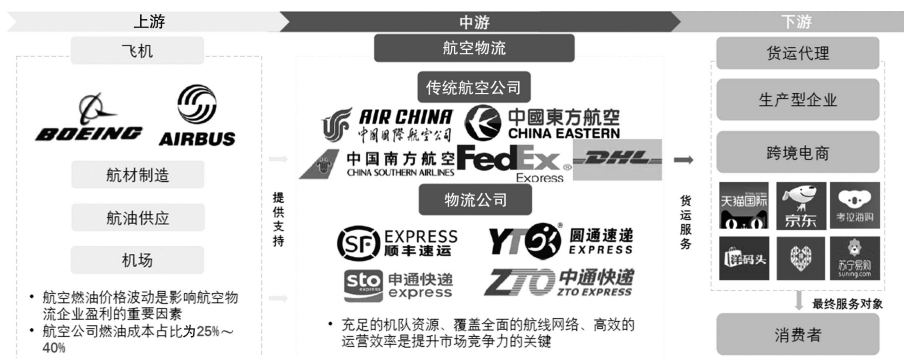 上游
中游
下游
飞机
BOEING
AIRBUS
航材制造
航油供应
机场
• 航空燃油价格波动是影响航空物
流企业盈利的重要因素
• 航空公司燃油成本占比为25%～
40%
提供支持
航空物流
传统航空公司
AIR CHINA
中国国际航空公司
中國東方航空
CHINA EASTERN
中国南方航空
CHINA SOUTHERN AIRLINES
FedEx®
Express
DHL
物流公司
SF EXPRESS
顺丰速运
YTO 圆通速递
EXPRESS
sto
express
申通快递
express
ZTO 中通快递
ZTO EXPRESS
• 充足的机队资源、覆盖全面的航线网络、高效的
运营效率是提升市场竞争力的关键
货运服务
货运代理
生产型企业
跨境电商
天猫国际
京东
考拉海购
洋码头
苏宁易购
suning.com
最终服务对象
消费者